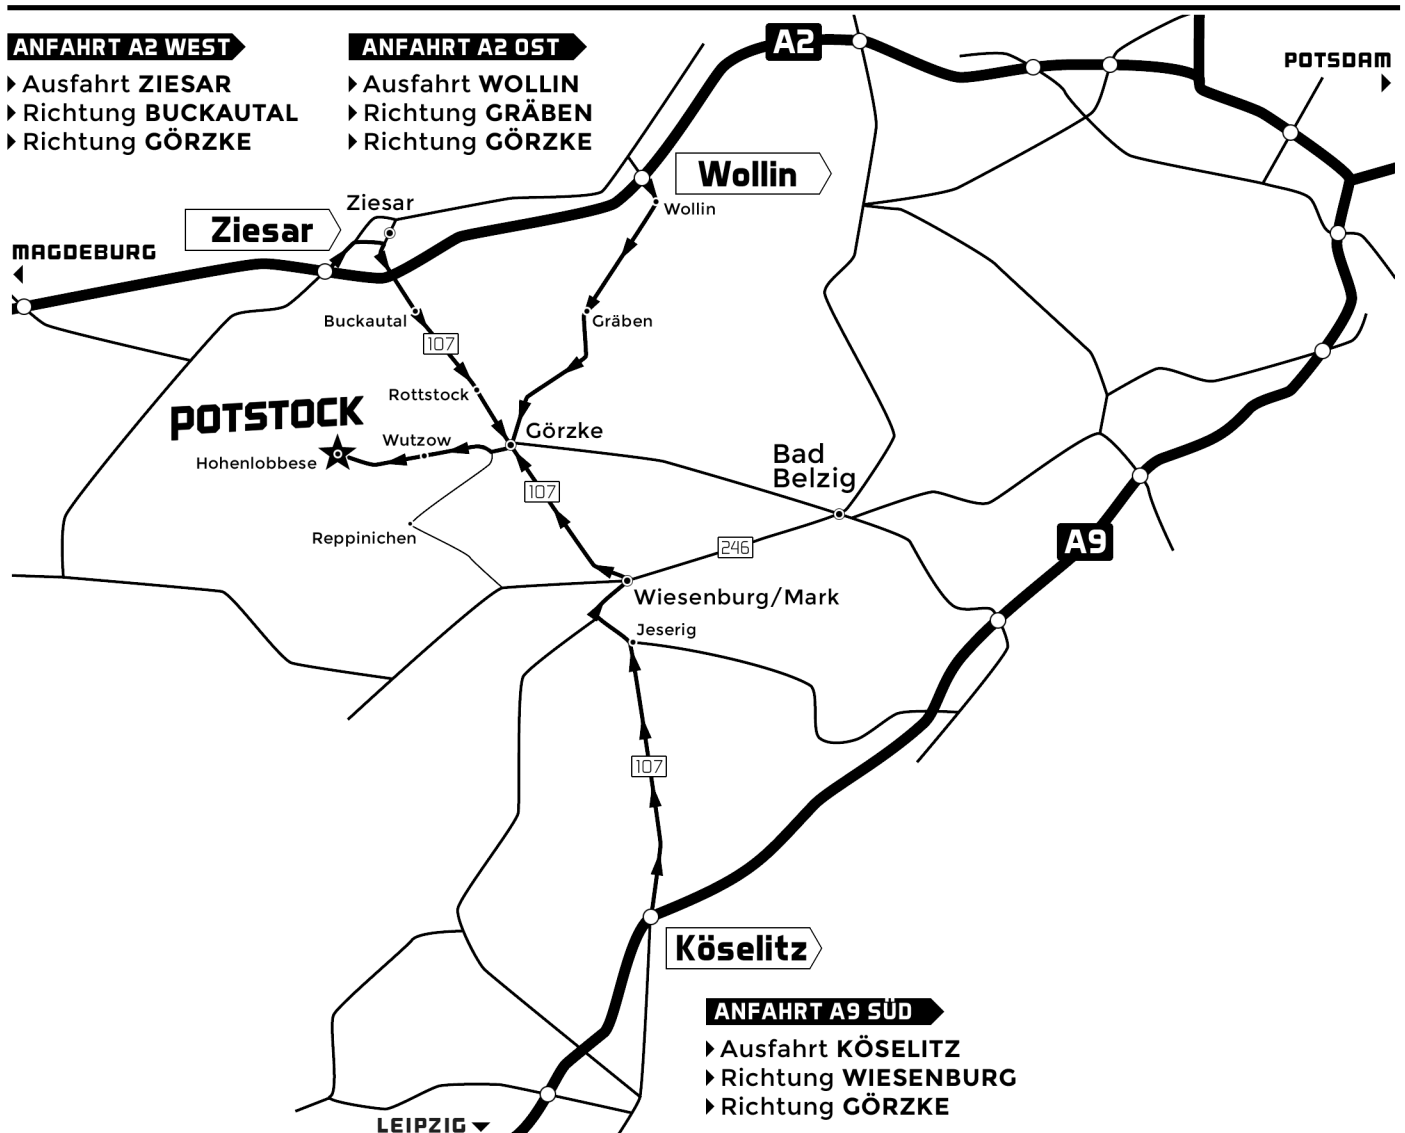 ANFAHRT A2 WEST
Ausfahrt ZIESAR
Richtung BUCKAUTAL
Richtung GÖRZKE
ANFAHRT A2 OST
Ausfahrt WOLLIN
Richtung GRÄBEN
Richtung GÖRZKE
A2
POTSDAM
Wollin
Wollin
Ziesar
Ziesar
MAGDEBURG
Buckautal
107
Gräben
Rottstock
POTSTOCK
Hohenlobbese
Wutzow
Görzke
Bad
Belzig
107
Reppinichen
246
A9
Wiesenburg/Mark
Jeserig
107
Köselitz
ANFAHRT A9 SÜD
Ausfahrt KÖSELITZ
Richtung WIESENBURG
Richtung GÖRZKE
LEIPZIG